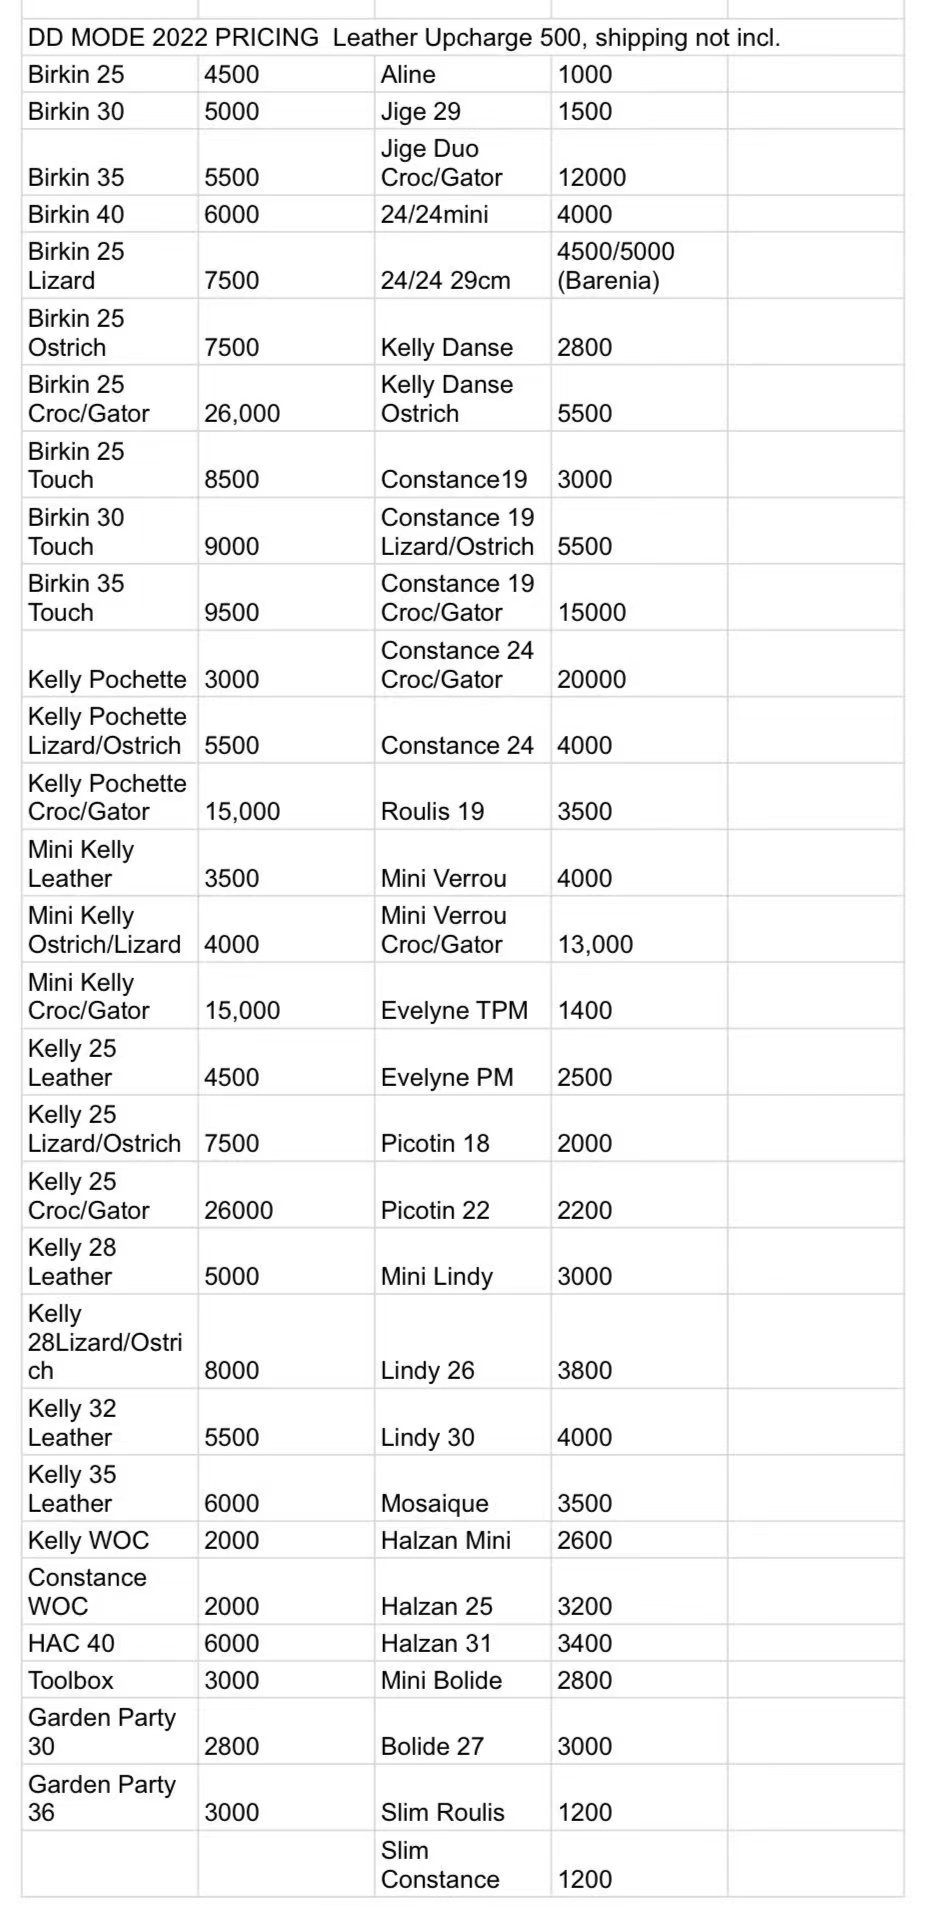 DD MODE 2022 PRICING  Leather Upcharge 500, shipping not incl.
Birkin 25 4500 Aline 1000
Birkin 30 5000 Jige 29 1500
Jige Duo
Birkin 35 5500 Croc/Gator 12000
Birkin 40 6000 24/24mini 4000
Birkin 25 4500/5000
Lizard 7500 24/24 29cm (Barenia)
Birkin 25
Ostrich 7500 Kelly Danse 2800
Birkin 25 Kelly Danse
Croc/Gator 26,000 Ostrich 5500
Birkin 25
Touch 8500 Constance19 3000
Birkin 30 Constance 19
Touch 9000 Lizard/Ostrich 5500
Birkin 35 Constance 19
Touch 9500 Croc/Gator 15000
Constance 24
Kelly Pochette 3000 Croc/Gator 20000
Kelly Pochette
Lizard/Ostrich 5500 Constance 24 4000
Kelly Pochette
Croc/Gator 15,000 Roulis 19 3500
Mini Kelly
Leather 3500 Mini Verrou 4000
Mini Kelly Mini Verrou
Ostrich/Lizard 4000 Croc/Gator 13,000
Mini Kelly
Croc/Gator 15,000 Evelyne TPM 1400
Kelly 25
Leather 4500 Evelyne PM 2500
Kelly 25
Lizard/Ostrich 7500 Picotin 18 2000
Kelly 25
Croc/Gator 26000 Picotin 22 2200
Kelly 28
Leather 5000 Mini Lindy 3000
Kelly
28Lizard/Ostri
ch 8000 Lindy 26 3800
Kelly 32
Leather 5500 Lindy 30 4000
Kelly 35
Leather 6000 Mosaique 3500
Kelly WOC 2000 Halzan Mini 2600
Constance
WOC 2000 Halzan 25 3200
HAC 40 6000 Halzan 31 3400
Toolbox 3000 Mini Bolide 2800
Garden Party
30 2800 Bolide 27 3000
Garden Party
36 3000 Slim Roulis 1200
Slim
Constance 1200